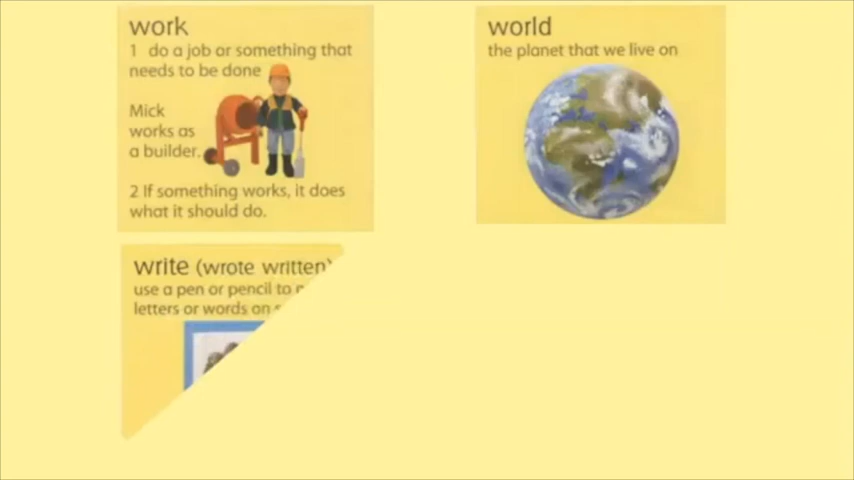 work
1 do a job or something that
needs to be done
Mick
works as
a builder.
2 If something works, it does
what it should do.
world
the planet that we live on
write (wrote written)
use a pen or pencil to
letters or words on